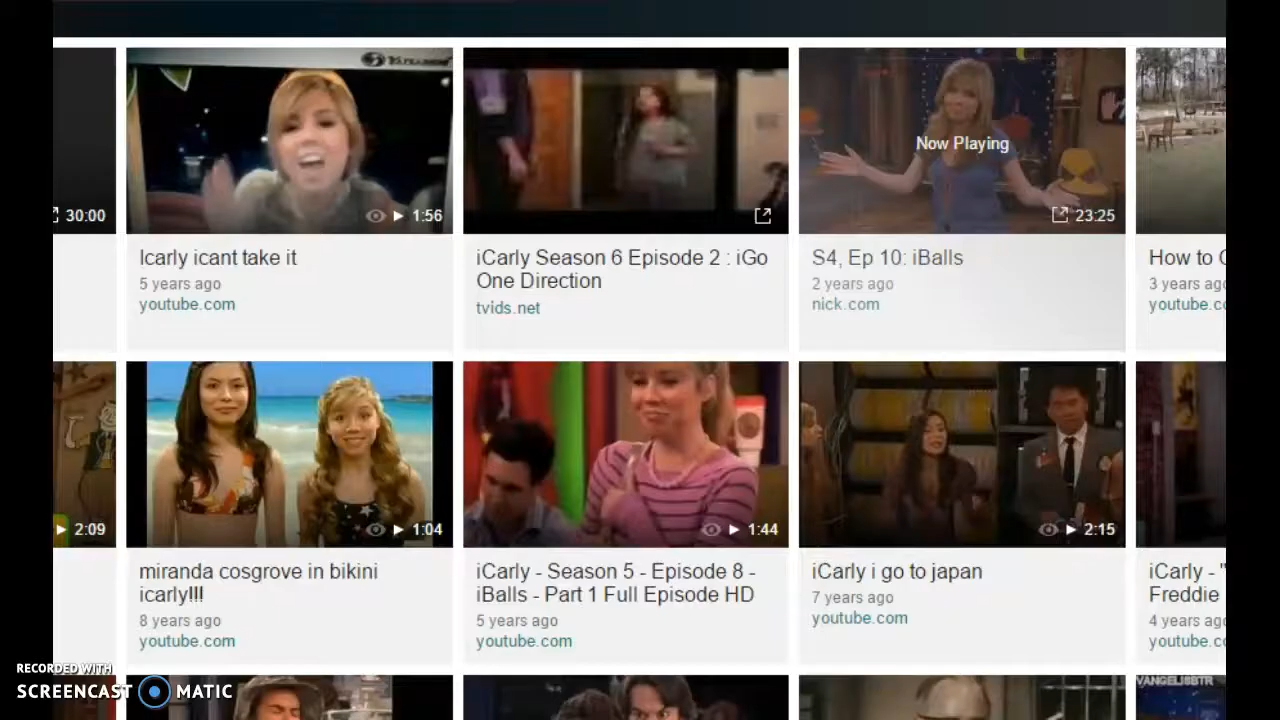 30:00
1:56
Icarly icant take it
5 years ago
youtube.com
iCarly Season 6 Episode 2 : iGo
One Direction
tvids.net
Now Playing
23:25
S4, Ep 10: iBalls
2 years ago
nick.com
How to
3 years ago
youtube.co
2:09
1:04
miranda cosgrove in bikini
icarly!!!
8 years ago
youtube.com
1:44
iCarly - Season 5 - Episode 8 -
iBalls - Part 1 Full Episode HD
5 years ago
youtube.com
2:15
iCarly i go to japan
7 years ago
youtube.com
iCarly - "
Freddie
4 years ago
youtube.co
RECORDED WITH
SCREENCAST MATIC